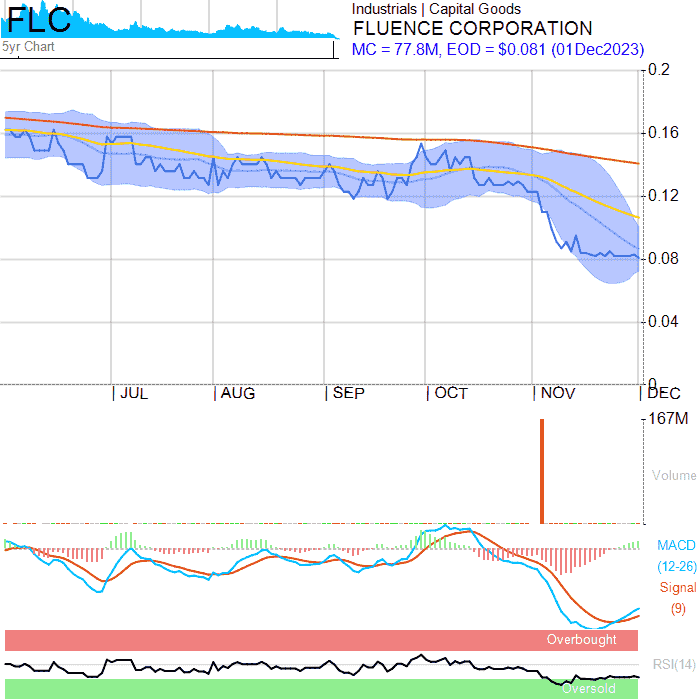 FLC
5yr Chart
Industrials | Capital Goods
FLUENCE CORPORATION
MC = 77.8M, EOD = $0.081 (01Dec2023)
0.2
0.16
0.12
0.08
0.04
0
JUL AUG SEP OCT NOV DEC
167M
Volume
MACD
(12-26)
Signal
(9)
Overbought
RSI(14)
Oversold